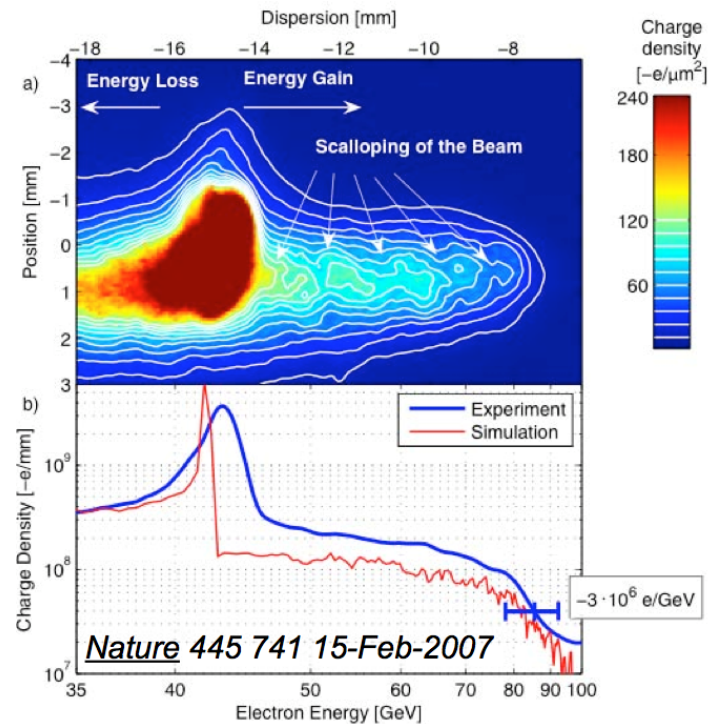 Dispersion [mm]
-18 -16 -14 -12 -10 -8
Charge
density
[-e/µm²]
a)
-4
-3
-2
-1
0
1
2
3
Position [mm]
Energy Loss
Energy Gain
Scalloping of the Beam
240
180
120
60
b)
Experiment
Simulation
10⁹
10⁸
10⁷
Charge Density [-e/mm]
−3 · 10⁶ e/GeV
Nature 445 741 15-Feb-2007
35 40 50 60 70 80 90 100
Electron Energy [GeV]